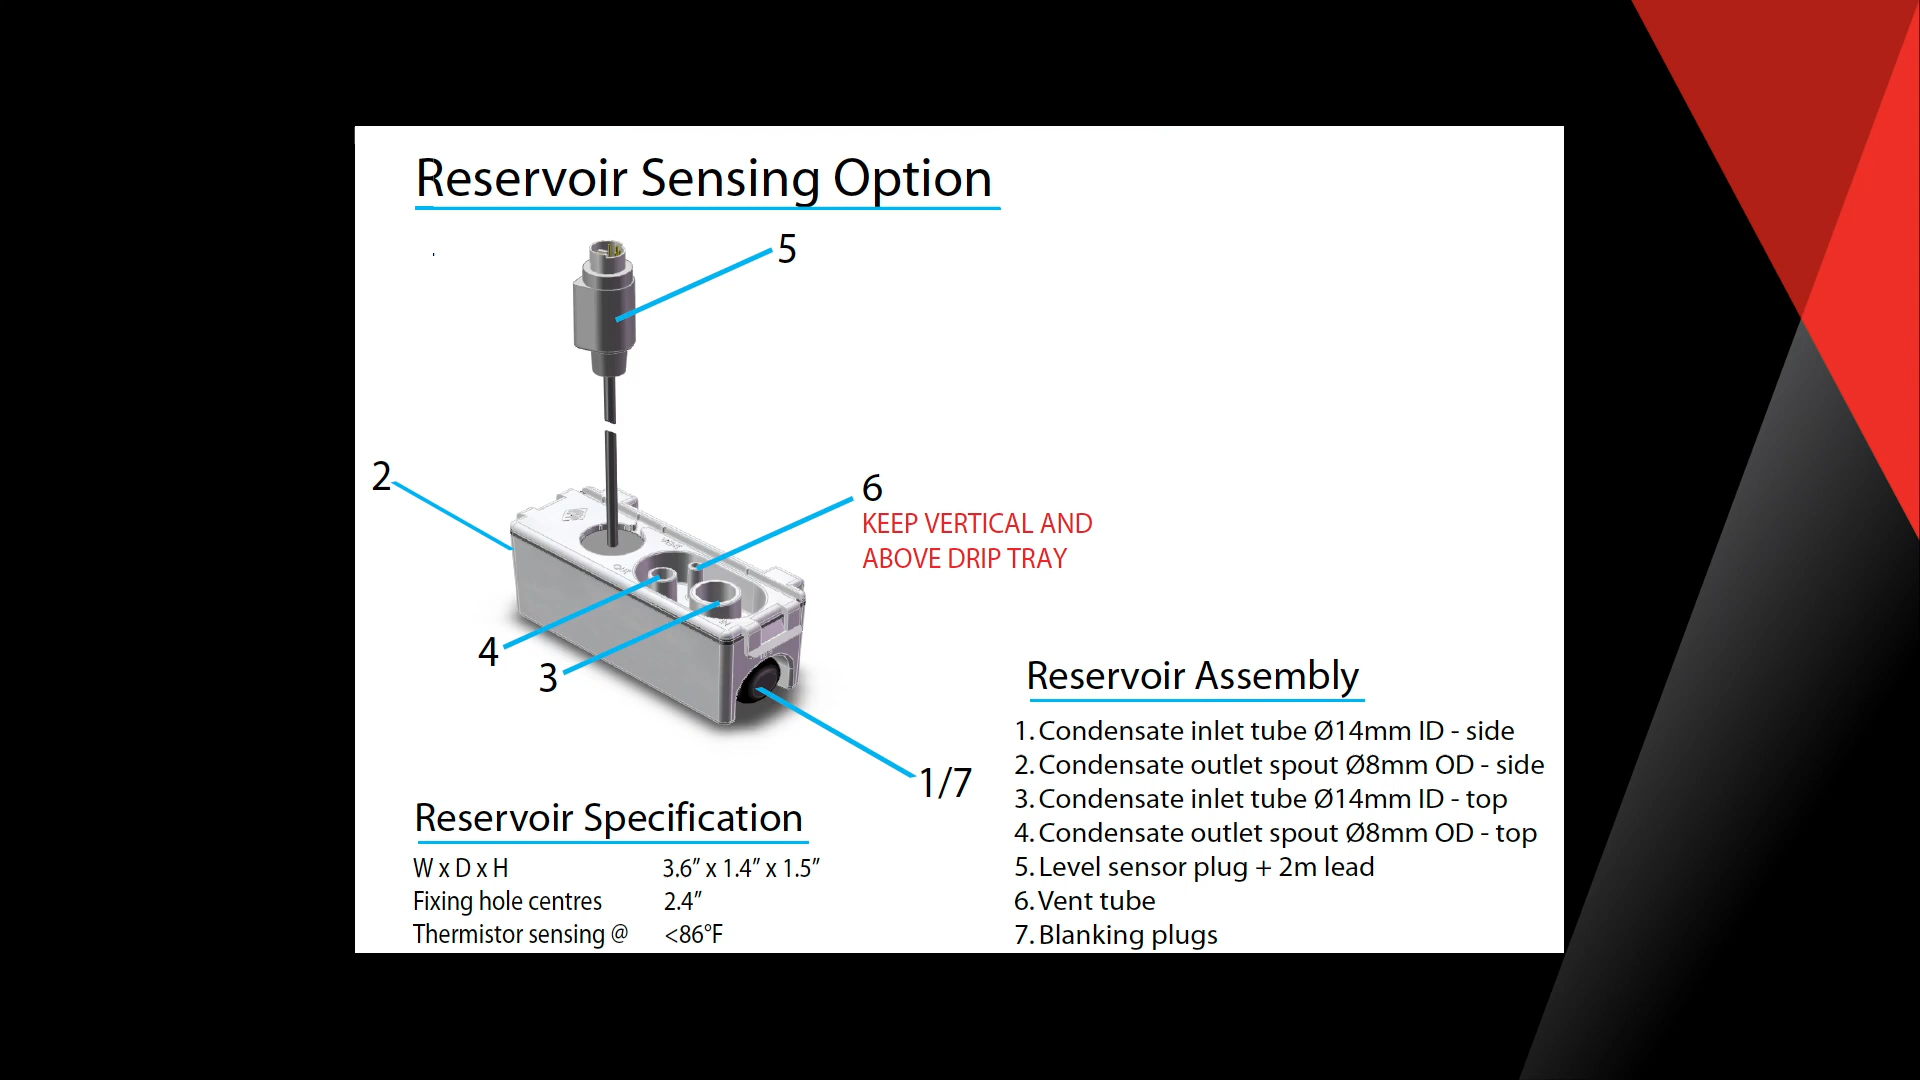 Reservoir Sensing Option
5
2
6
KEEP VERTICAL AND
ABOVE DRIP TRAY
4
3
1/7
Reservoir Specification
W x D x H 3.6” x 1.4” x 1.5”
Fixing hole centres 2.4”
Thermistor sensing @ <86°F
Reservoir Assembly
1. Condensate inlet tube Ø14mm ID - side
2. Condensate outlet spout Ø8mm OD - side
3. Condensate inlet tube Ø14mm ID - top
4. Condensate outlet spout Ø8mm OD - top
5. Level sensor plug + 2m lead
6. Vent tube
7. Blanking plugs